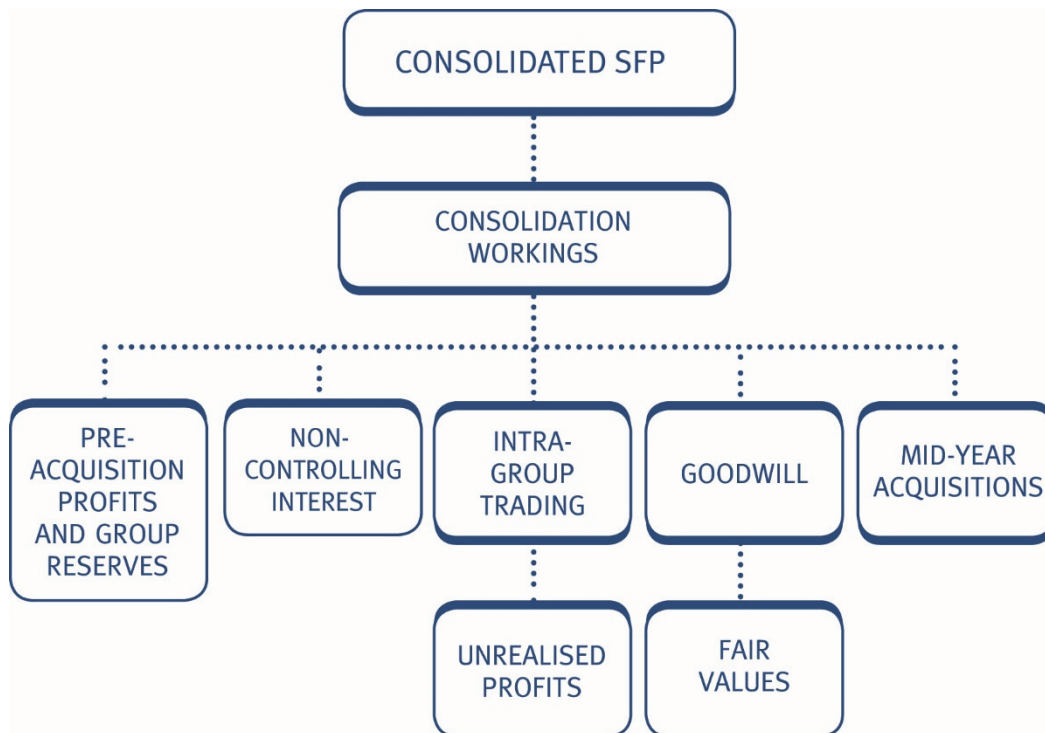 CONSOLIDATED SFP
CONSOLIDATION
WORKINGS
PRE-
ACQUISITION
PROFITS
AND GROUP
RESERVES
NON-
CONTROLLING
INTEREST
INTRA-
GROUP
TRADING
GOODWILL
MID-YEAR
ACQUISITIONS
UNREALISED
PROFITS
FAIR
VALUES